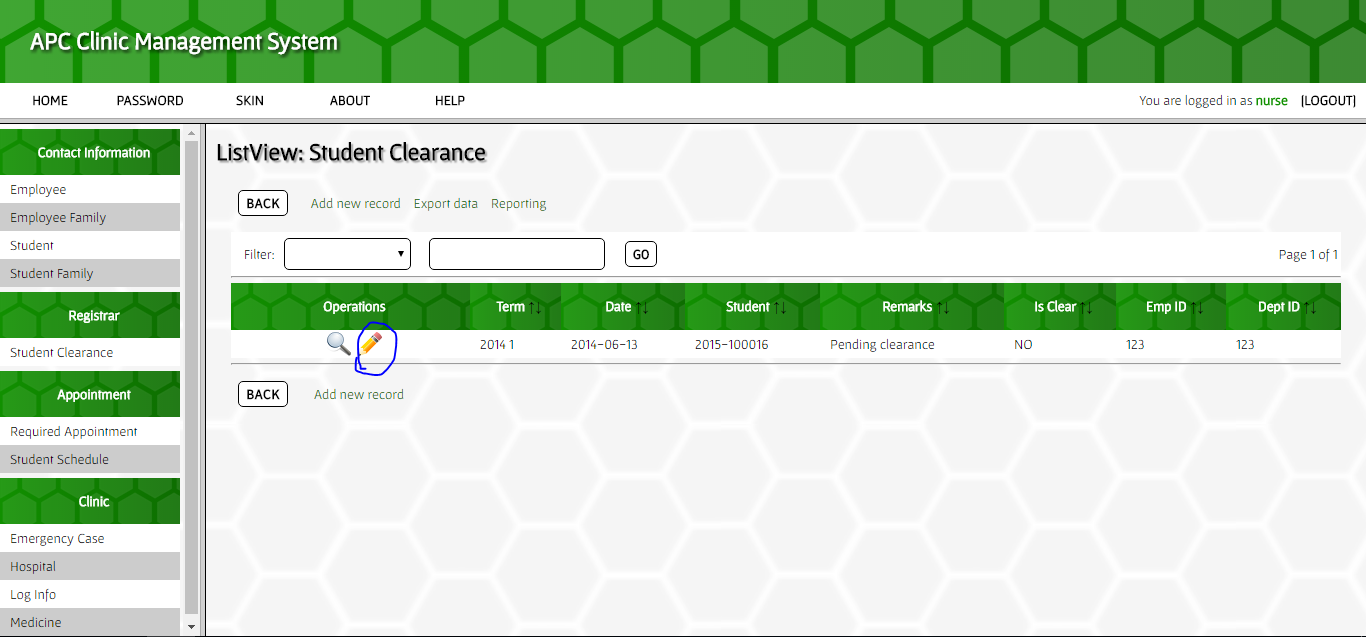 APC Clinic Management System
HOME PASSWORD SKIN ABOUT HELP You are logged in as nurse [LOGOUT]
Contact Information
Employee
Employee Family
Student
Student Family
Registrar
Student Clearance
Appointment
Required Appointment
Student Schedule
Clinic
Emergency Case
Hospital
Log Info
Medicine
ListView: Student Clearance
BACK Add new record Export data Reporting
Filter: GO Page 1 of 1
Operations Term ↑↓ Date ↑↓ Student ↑↓ Remarks ↑↓ Is Clear ↑↓ Emp ID ↑↓ Dept ID ↑↓
2014 1 2014-06-13 2015-100016 Pending clearance NO 123 123
BACK Add new record